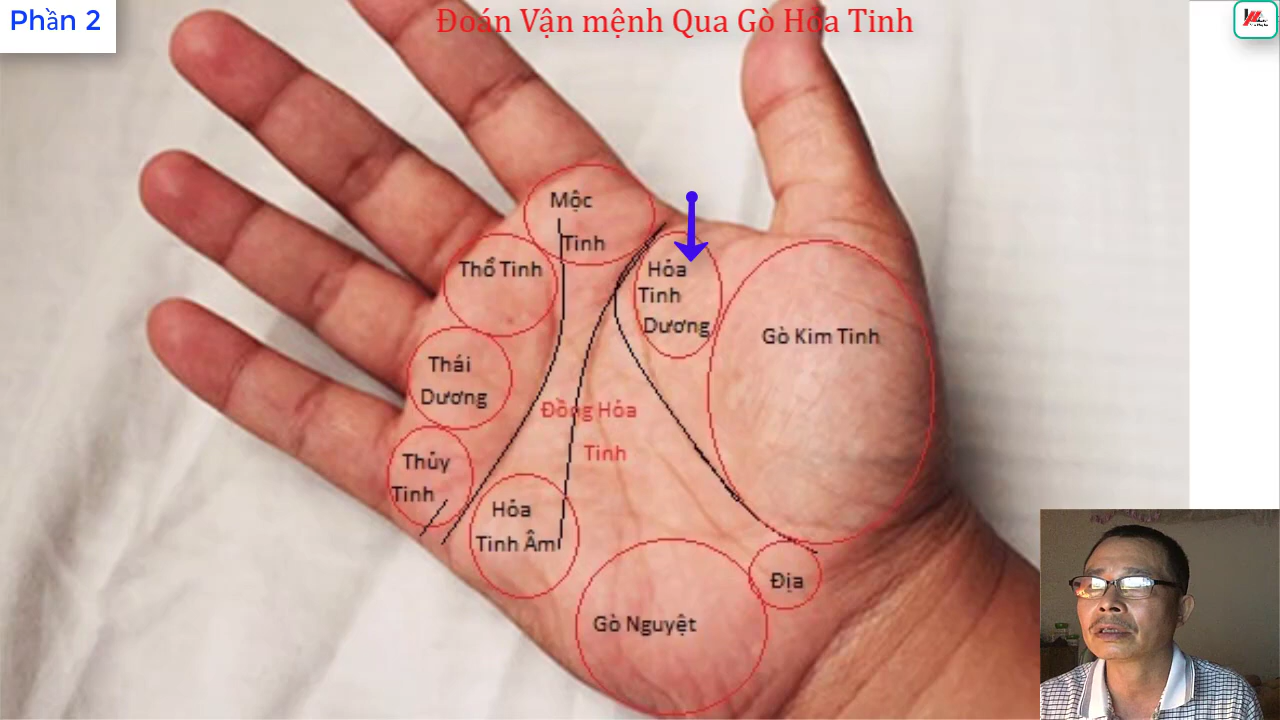 Phần 2
Đoán Vận mệnh Qua Gò Hỏa Tinh
Mộc
Tinh
Thổ Tinh
Hỏa
Tinh
Dương
Gò Kim Tinh
Thái
Dương
Đồng Hỏa
Tinh
Thủy
Tinh
Hỏa
Tinh Âm
Địa
Gò Nguyệt